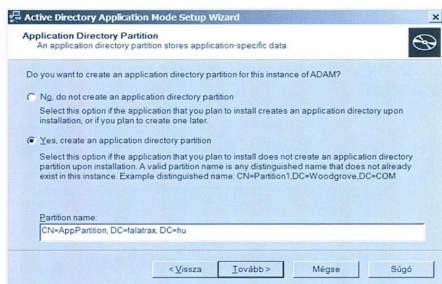 Active Directory Application Mode Setup Wizard
Application Directory Partition
An application directory partition stores application-specific data.
Do you want to create an application directory partition for this instance of ADAM?
No, do not create an application directory partition
Select this option if the application that you plan to install creates an application directory upon
installation, or if you plan to create one later.
Yes, create an application directory partition
Select this option if the application that you plan to install does not create an application directory
partition upon installation. A valid partition name is any distinguished name that does not already
exist in this instance. Example distinguished name: CN=Partition1,DC=Woodgrove,DC=COM
Partition name:
CN=AppPartition, DC=falatrax, DC=hu
< Vissza
Tovább >
Mégse
Súgó